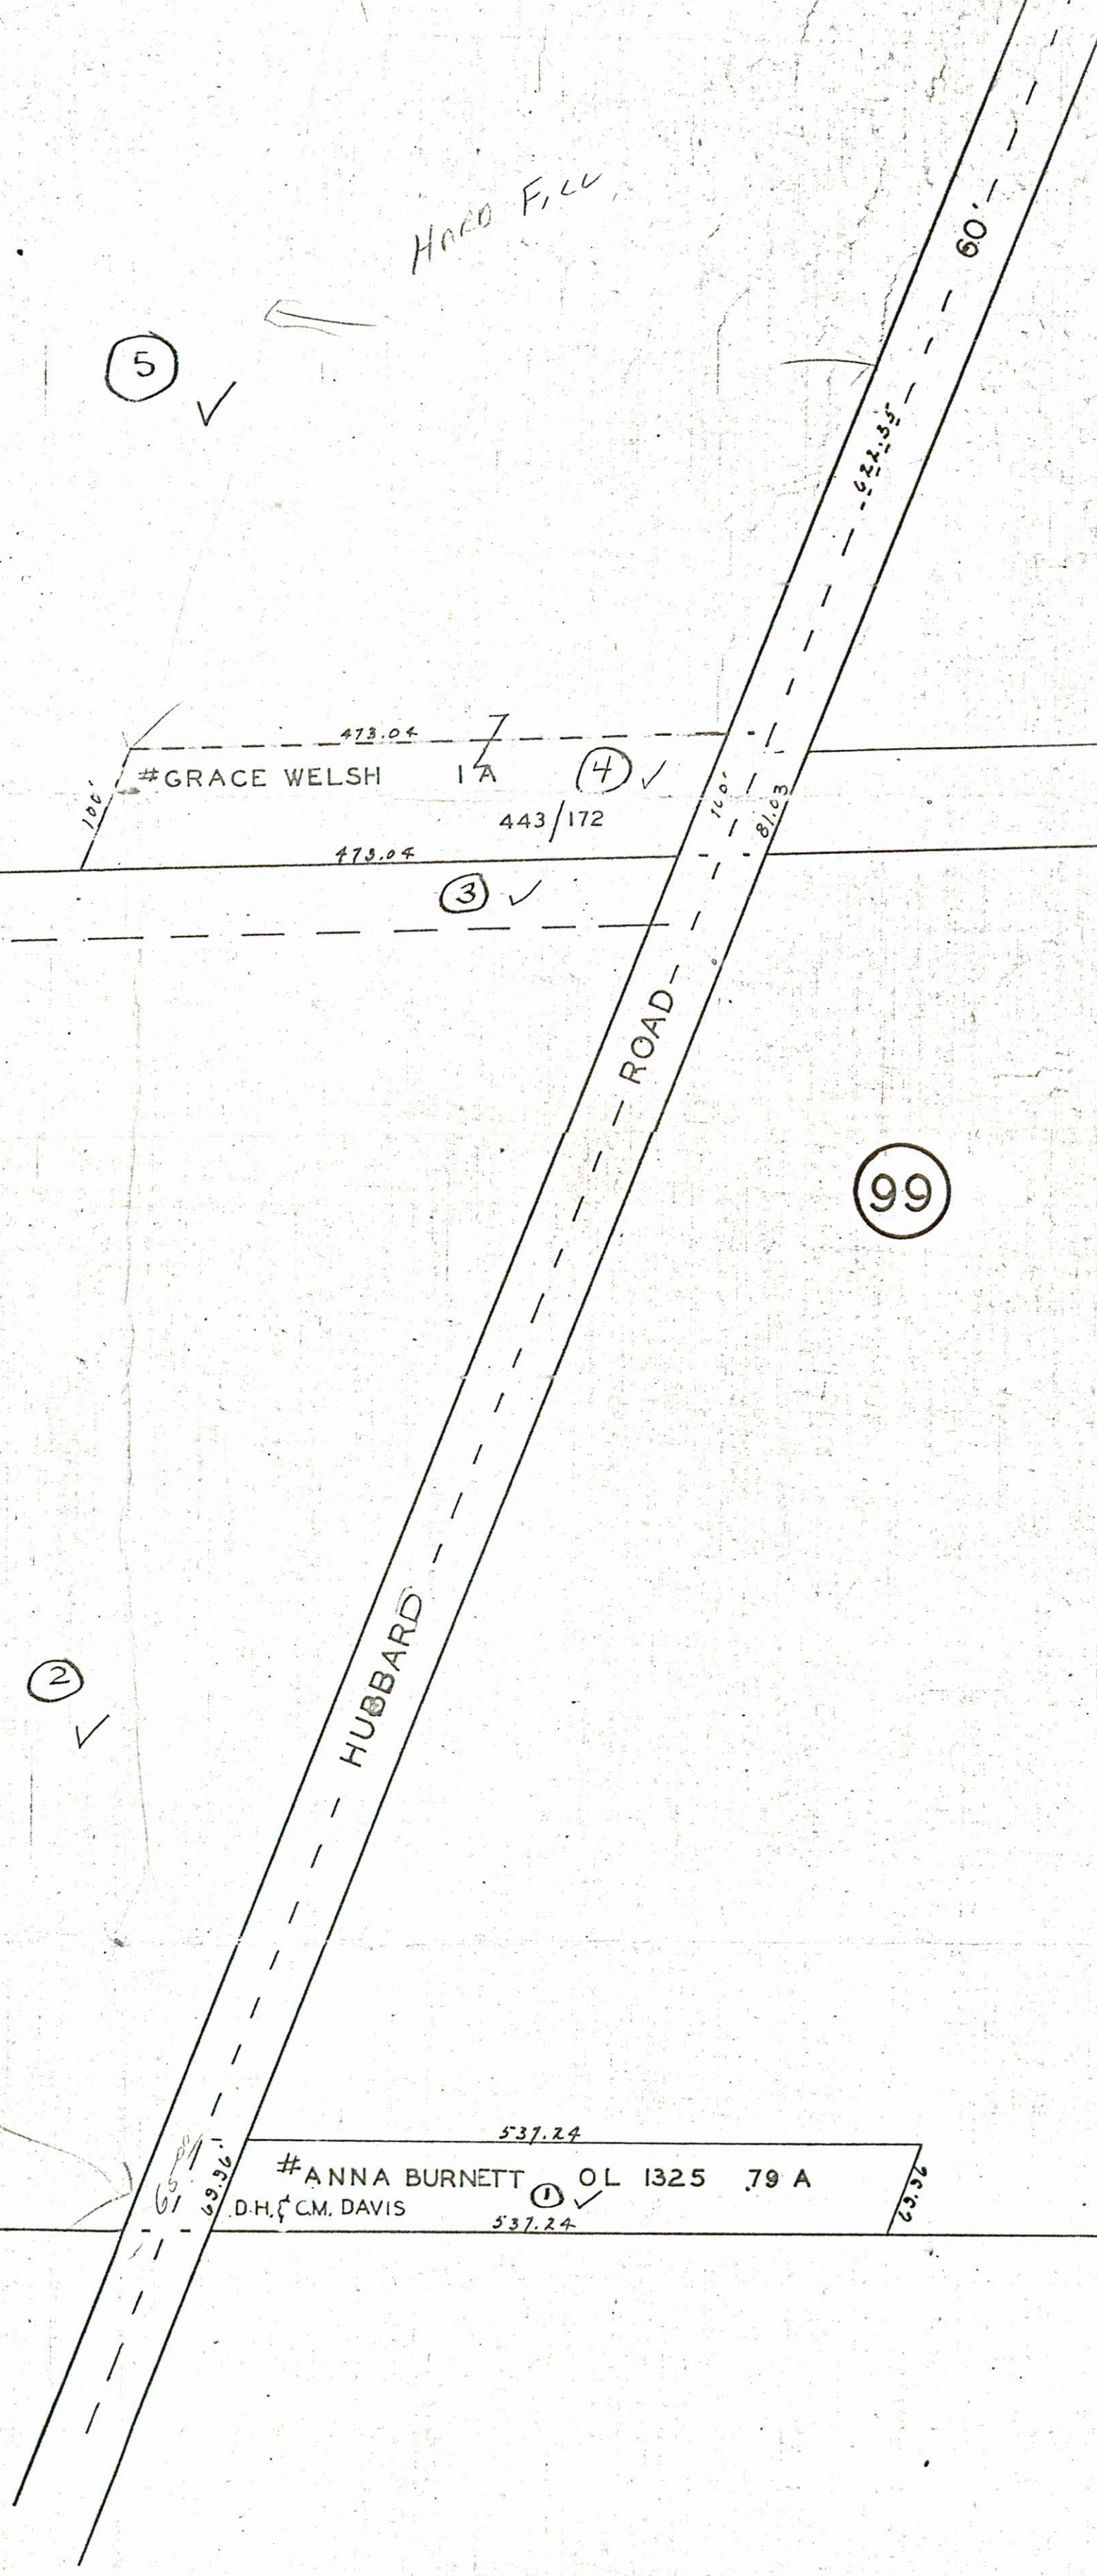 HARD FILL
60'
5
622.35
473.04
#GRACE WELSH 1A 4
100'
100'
81.03
443/172
473.04
3
ROAD
99
HUBBARD
2
537.24
#ANNA BURNETT OL 1325 .79 A
1
69.96'
69.96
D.H. & C.M. DAVIS
537.24